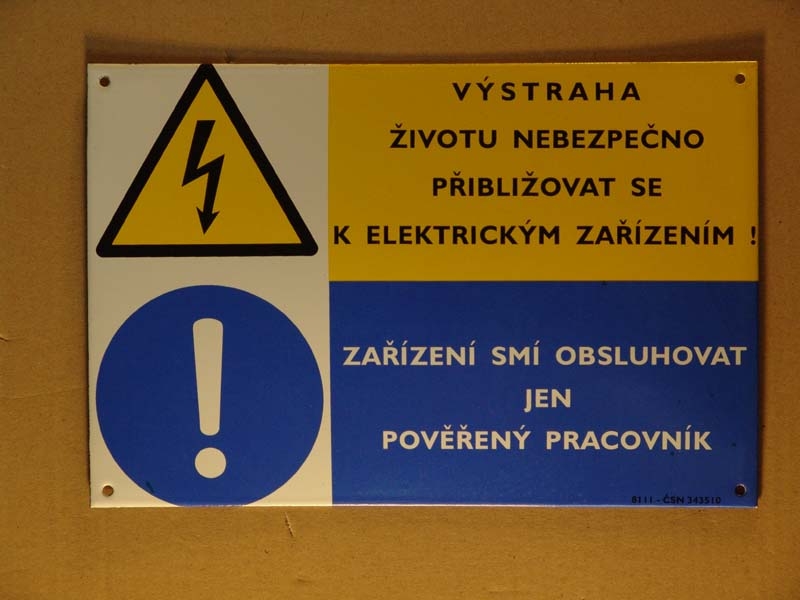 VÝSTRAHA
ŽIVOTU NEBEZPEČNO
PŘIBLIŽOVAT SE
K ELEKTRICKÝM ZAŘÍZENÍM !
ZAŘÍZENÍ SMÍ OBSLUHOVAT
JEN
POVĚŘENÝ PRACOVNÍK
8111 - ČSN 343510